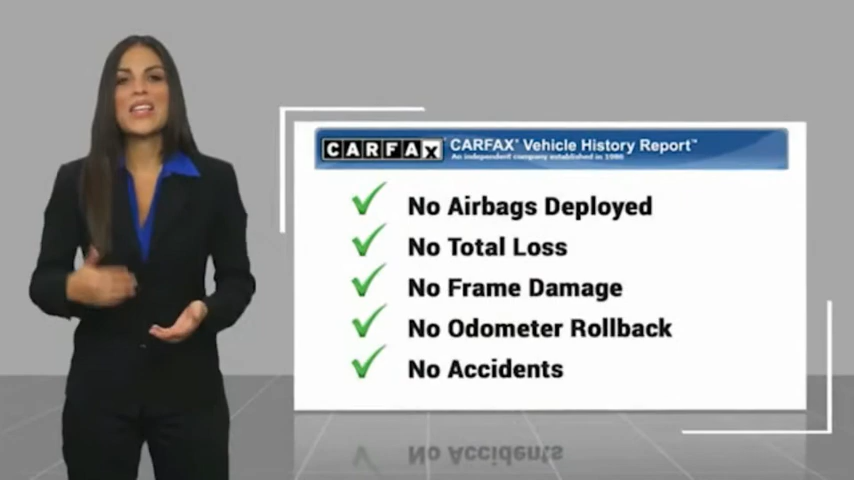 CARFAX CARFAX® Vehicle History Report™
An independent company established in 1986
No Airbags Deployed
No Total Loss
No Frame Damage
No Odometer Rollback
No Accidents
No Accidents